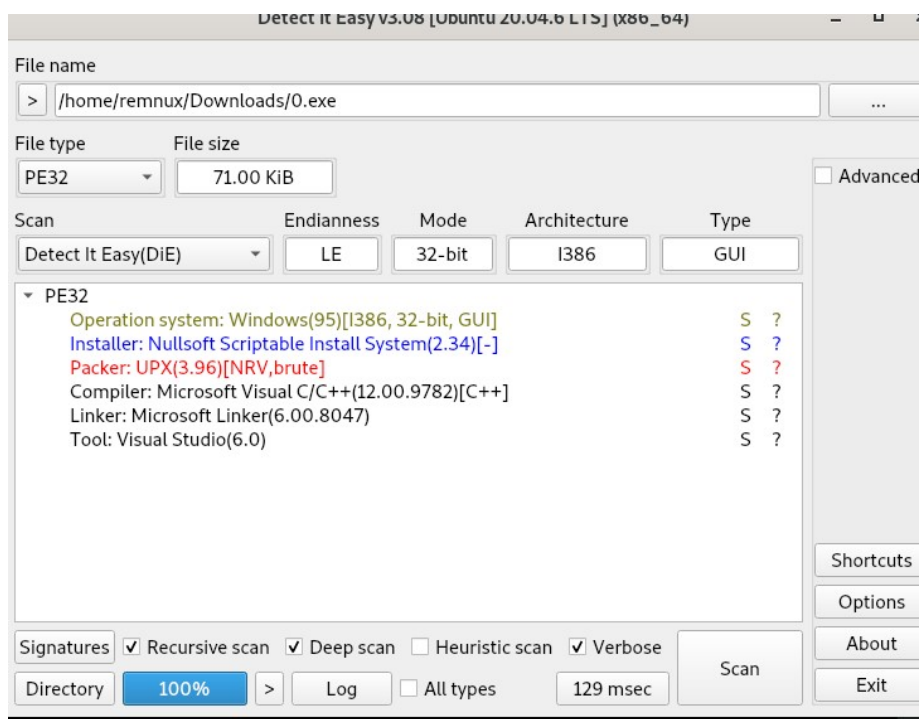 Detect It Easy v3.08 [Ubuntu 20.04.6 LTS] (x86_64)
File name
> /home/remnux/Downloads/0.exe ...
File type File size
PE32 71.00 KiB Advanced
Scan Endianness Mode Architecture Type
Detect It Easy(DiE) LE 32-bit I386 GUI
PE32
Operation system: Windows(95)[I386, 32-bit, GUI] S ?
Installer: Nullsoft Scriptable Install System(2.34)[-] S ?
Packer: UPX(3.96)[NRV,brute] S ?
Compiler: Microsoft Visual C/C++(12.00.9782)[C++] S ?
Linker: Microsoft Linker(6.00.8047) S ?
Tool: Visual Studio(6.0) S ?
Shortcuts
Options
Signatures Recursive scan Deep scan Heuristic scan Verbose Scan About
Directory 100% > Log All types 129 msec Exit